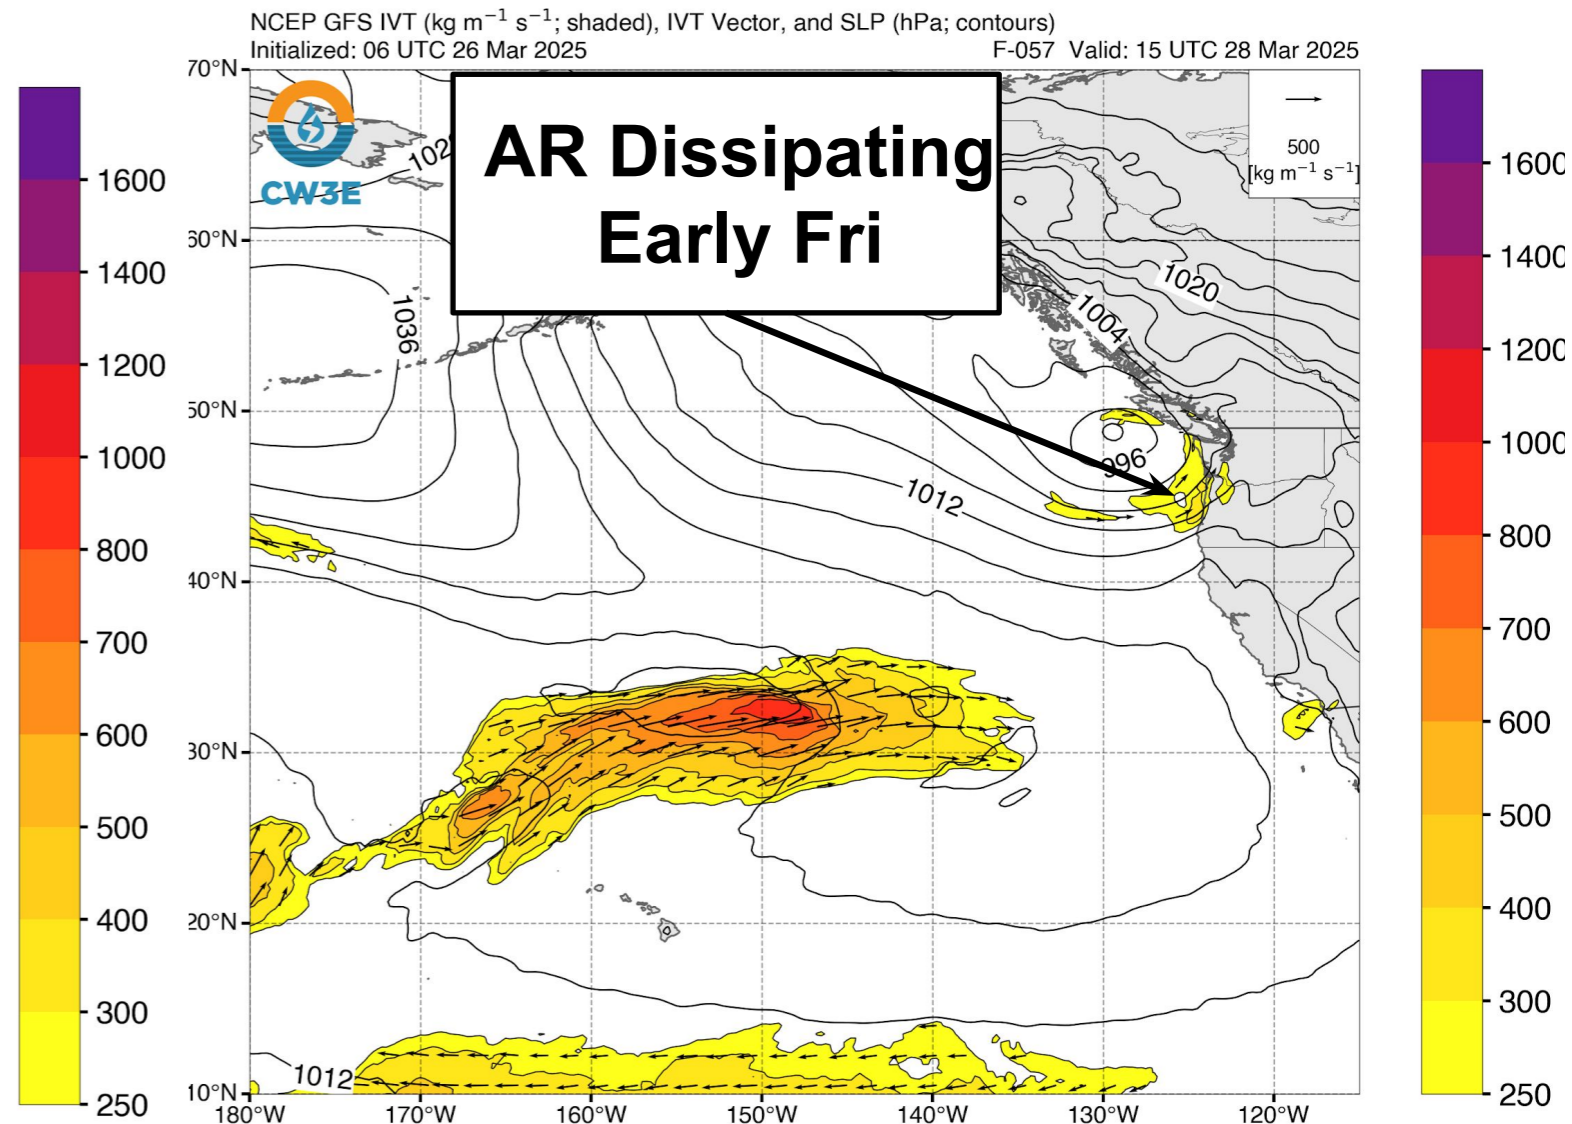 NCEP GFS IVT (kg m⁻¹ s⁻¹; shaded), IVT Vector, and SLP (hPa; contours)
Initialized: 06 UTC 26 Mar 2025
F-057 Valid: 15 UTC 28 Mar 2025
AR Dissipating
Early Fri
CW3E
500
[kg m⁻¹ s⁻¹]
1020
1004
1036
996
1012
1012
70°N
60°N
50°N
40°N
30°N
20°N
10°N
180°W
170°W
160°W
150°W
140°W
130°W
120°W
1600
1400
1200
1000
800
700
600
500
400
300
250
1600
1400
1200
1000
800
700
600
500
400
300
250